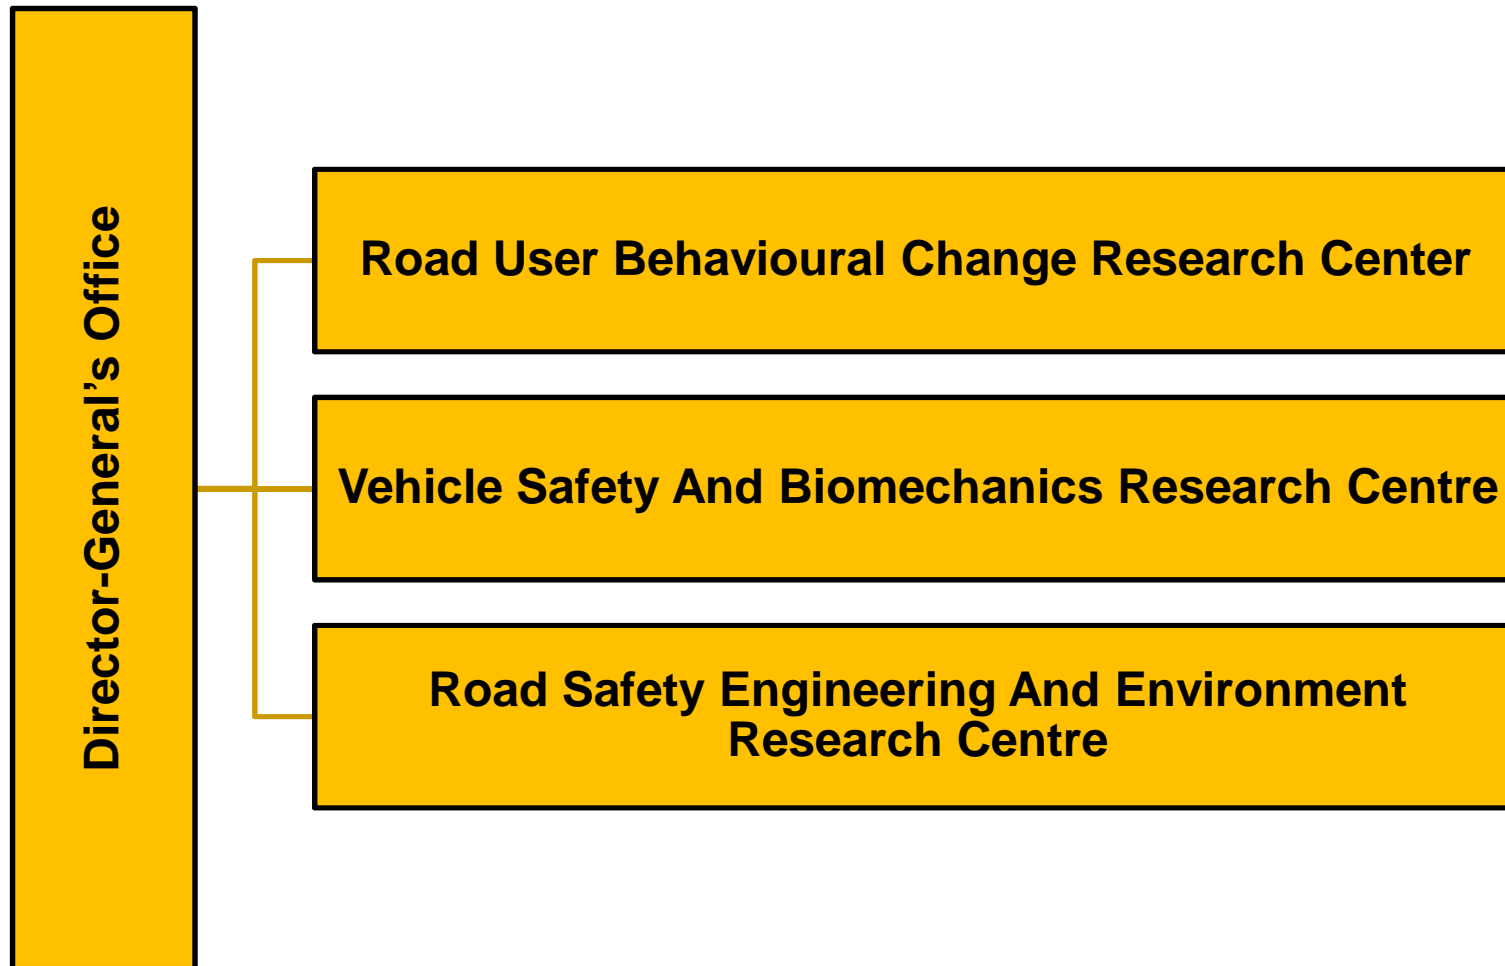 Director-General’s Office
Road User Behavioural Change Research Center
Vehicle Safety And Biomechanics Research Centre
Road Safety Engineering And Environment
Research Centre